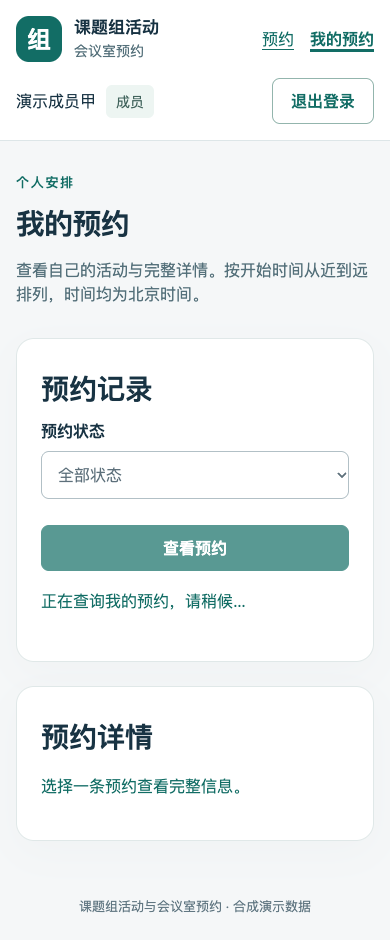 组
课题组活动
会议室预约
预约
我的预约
演示成员甲
成员
退出登录
个人安排
我的预约
查看自己的活动与完整详情。按开始时间从近到远
排列，时间均为北京时间。
预约记录
预约状态
全部状态
查看预约
正在查询我的预约，请稍候…
预约详情
选择一条预约查看完整信息。
课题组活动与会议室预约 · 合成演示数据